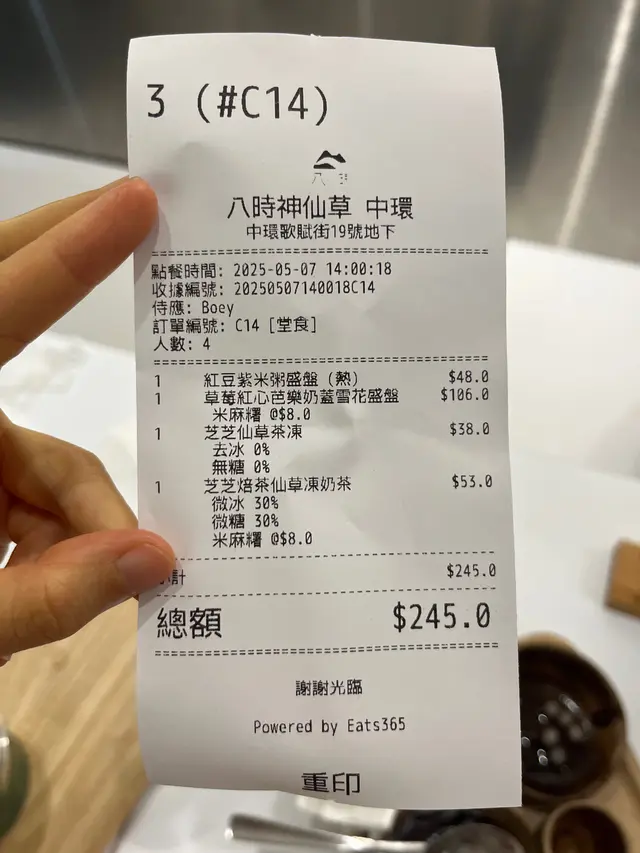 3 (#C14)
八時神仙草 中環
中環歌賦街19號地下
點餐時間: 2025-05-07 14:00:18
收據編號: 20250507140018C14
侍應: Boey
訂單編號: C14 [堂食]
人數: 4
1 紅豆紫米粥盛盤 (熱) $48.0
1 草莓紅心芭樂奶蓋雪花盛盤 $106.0
米麻糬 @$8.0
1 芝芝仙草茶凍 $38.0
去冰 0%
無糖 0%
1 芝芝焙茶仙草凍奶茶 $53.0
微冰 30%
微糖 30%
米麻糬 @$8.0
計 $245.0
總額 $245.0
謝謝光臨
Powered by Eats365
重印